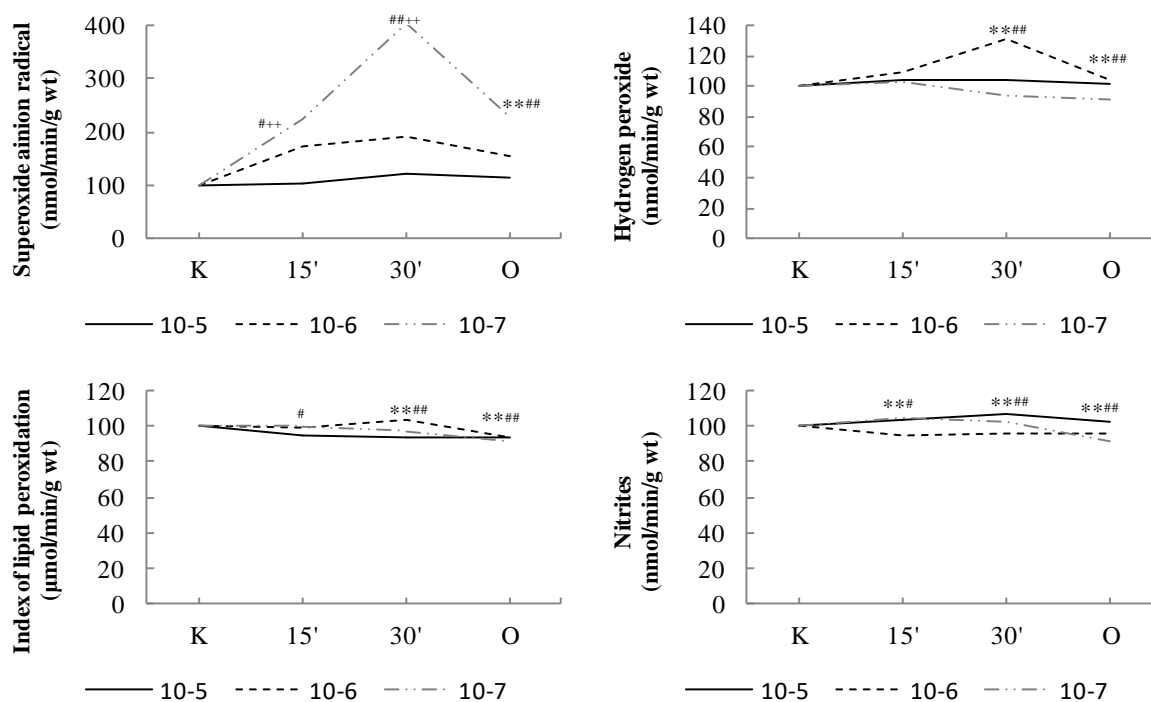 Superoxide ainion radical
(nmol/min/g wt)
400
300
200
100
0
#++
##++
**##
K 15' 30' O
10-5 10-6 10-7
Hydrogen peroxide
(nmol/min/g wt)
140
120
100
80
60
40
20
0
**##
**##
K 15' 30' O
10-5 10-6 10-7
Index of lipid peroxidation
(µmol/min/g wt)
120
100
80
60
40
20
0
#
**##
**##
K 15' 30' O
10-5 10-6 10-7
Nitrites
(nmol/min/g wt)
120
100
80
60
40
20
0
**#
**##
**##
K 15' 30' O
10-5 10-6 10-7